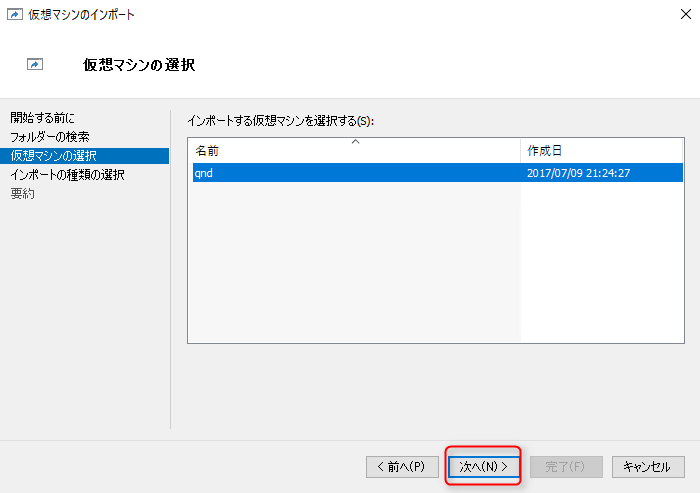 仮想マシンのインポート
仮想マシンの選択
開始する前に
フォルダーの検索
仮想マシンの選択
インポートの種類の選択
要約
インポートする仮想マシンを選択する(S):
名前 作成日
qnd 2017/07/09 21:24:27
< 前へ(P) 次へ(N) > 完了(F) キャンセル